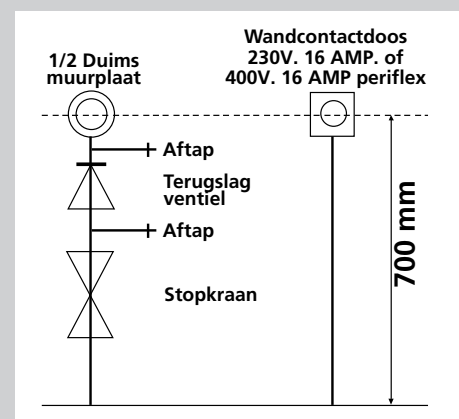 1/2 Duims
muurplaat
Wandcontactdoos
230V. 16 AMP. of
400V. 16 AMP periflex
Aftap
Terugslag
ventiel
Aftap
Stopkraan
700 mm